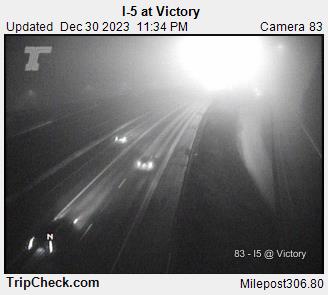 I-5 at Victory
Updated Dec 30 2023 11:34 PM Camera 83
T
N
83 - I5 @ Victory
TripCheck.com Milepost306.80